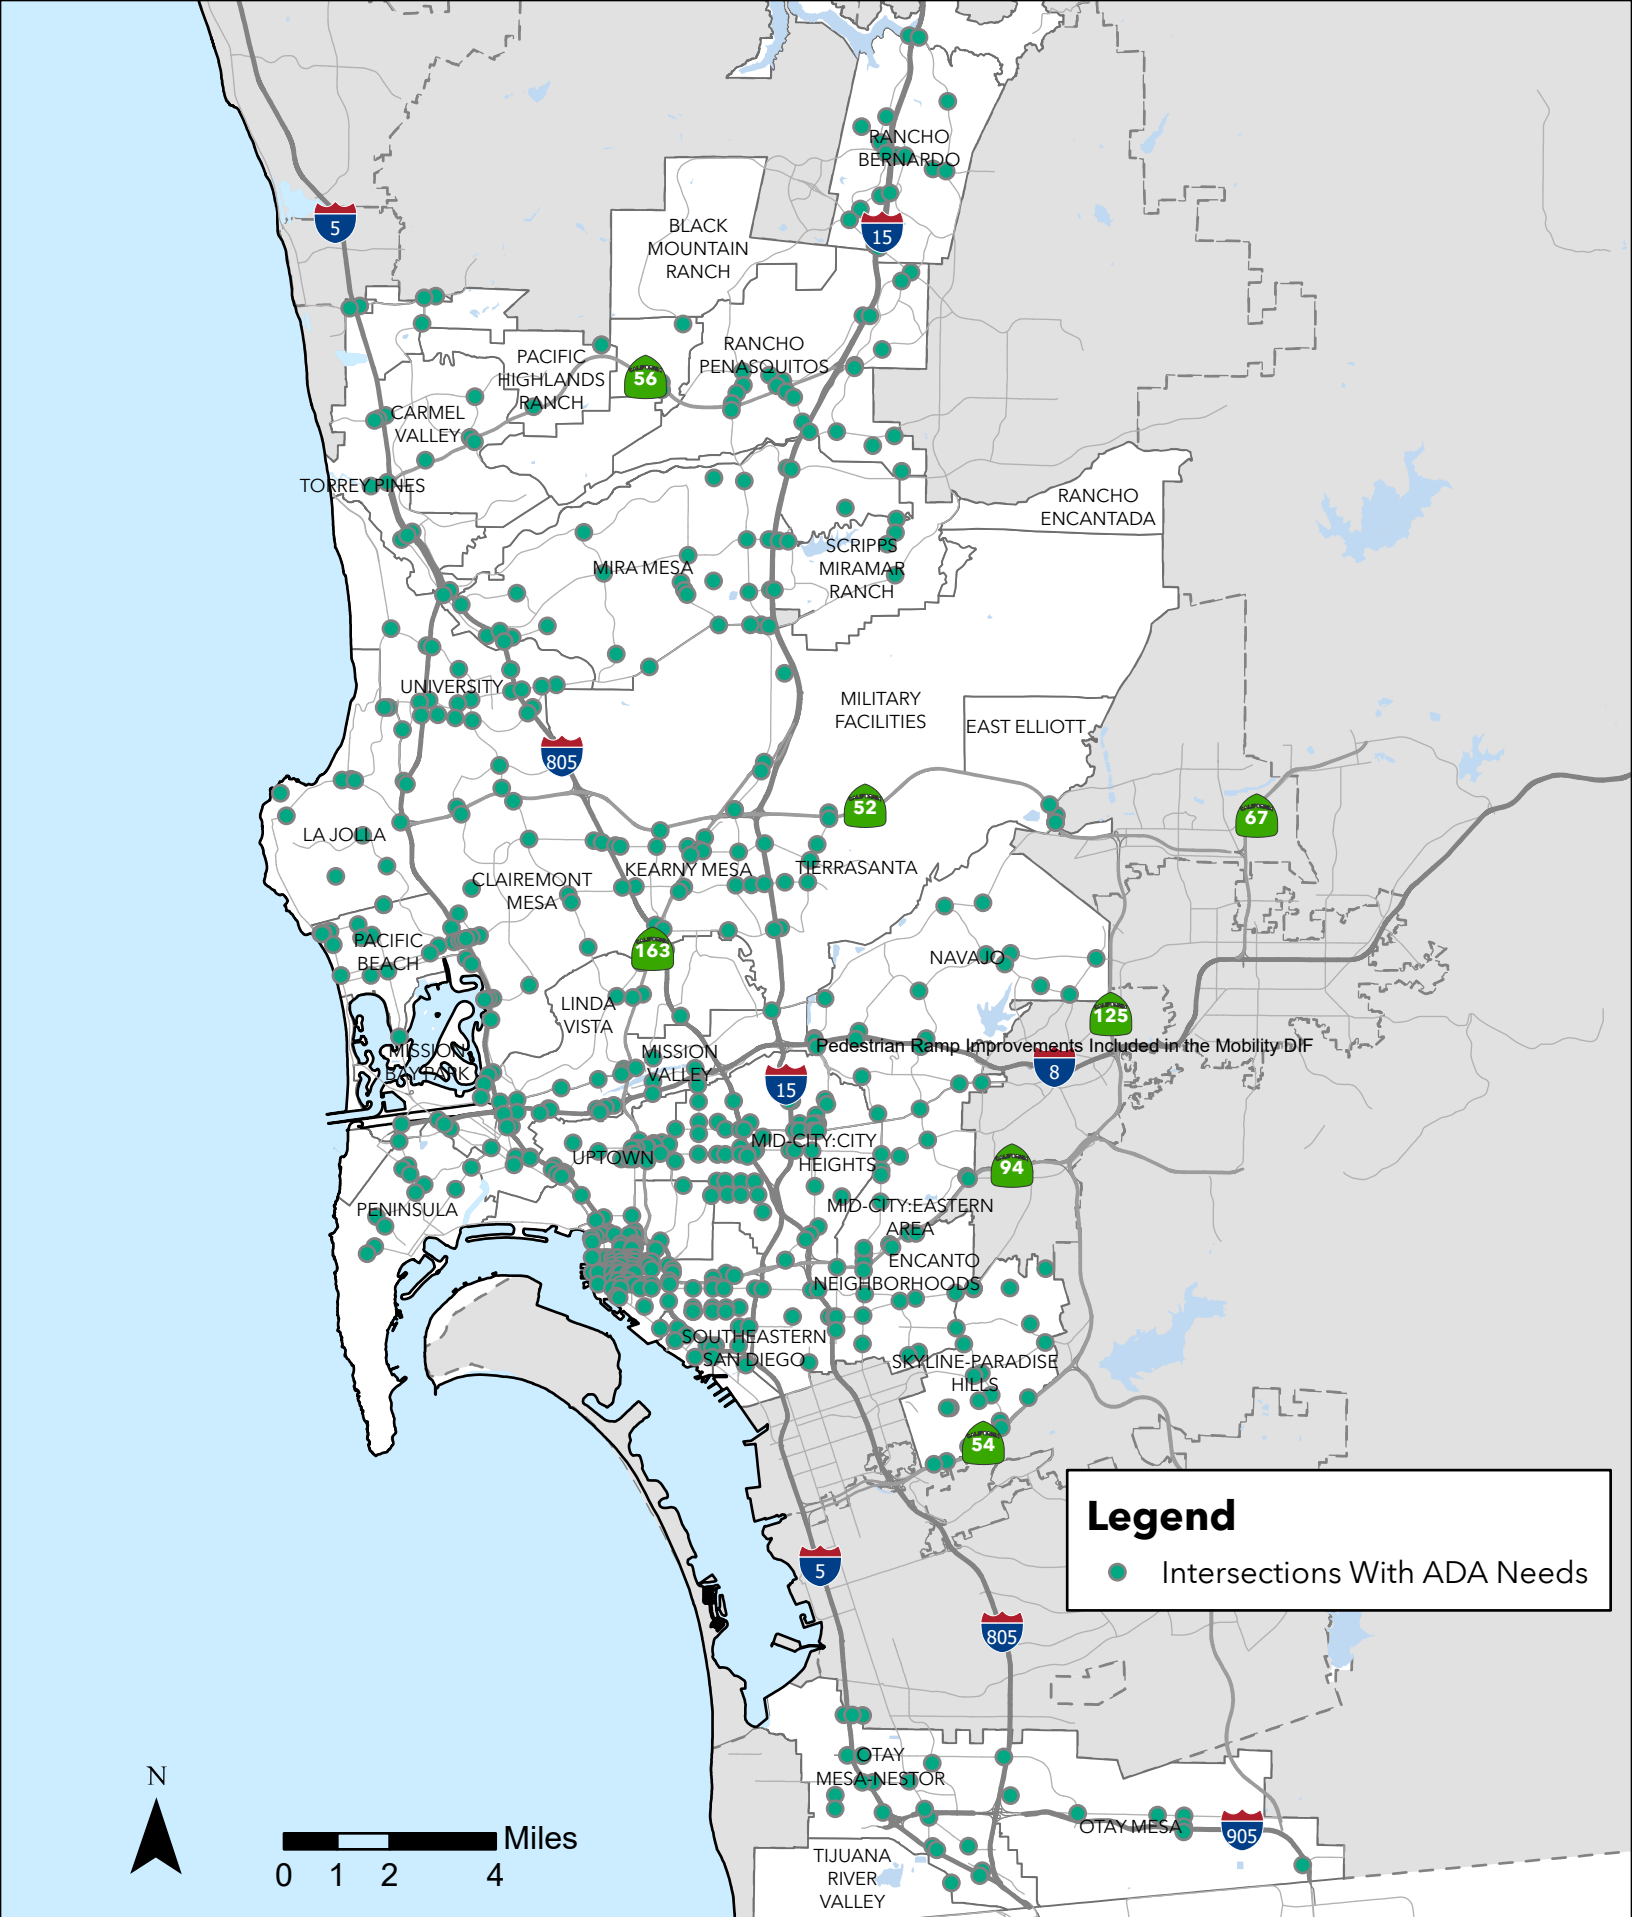 RANCHO
BERNARDO
5
15
BLACK
MOUNTAIN
RANCH
RANCHO
PENASQUITOS
PACIFIC
HIGHLANDS
RANCH
56
CARMEL
VALLEY
TORREY PINES
RANCHO
ENCANTADA
SCRIPPS
MIRAMAR
RANCH
MIRA MESA
UNIVERSITY
MILITARY
FACILITIES
EAST ELLIOTT
805
52
67
LA JOLLA
KEARNY MESA
TIERRASANTA
CLAIREMONT
MESA
PACIFIC
BEACH
163
NAVAJO
LINDA
VISTA
125
MISSION
BAY PARK
MISSION
VALLEY
Pedestrian Ramp Improvements Included in the Mobility DIF
8
15
MID-CITY:CITY
HEIGHTS
UPTOWN
94
PENINSULA
MID-CITY:EASTERN
AREA
ENCANTO
NEIGHBORHOODS
SOUTHEASTERN
SAN DIEGO
SKYLINE-PARADISE
HILLS
54
Legend
Intersections With ADA Needs
5
805
OTAY
MESA-NESTOR
OTAY MESA
905
TIJUANA
RIVER
VALLEY
N
Miles
0 1 2 4